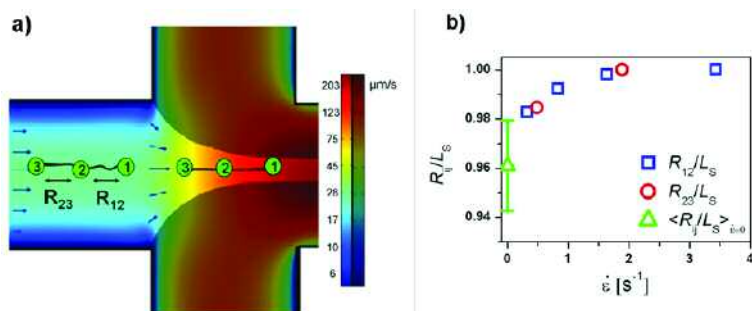 a)
203
µm/s
123
75
45
28
17
10
6
3
2
1
3
2
1
R23
R12
b)
1.00
0.98
0.96
0.94
Rij/LS
R12/LS
R23/LS
<Rij/LS>ε̇=0
0
1
2
3
4
ε̇ [s-1]